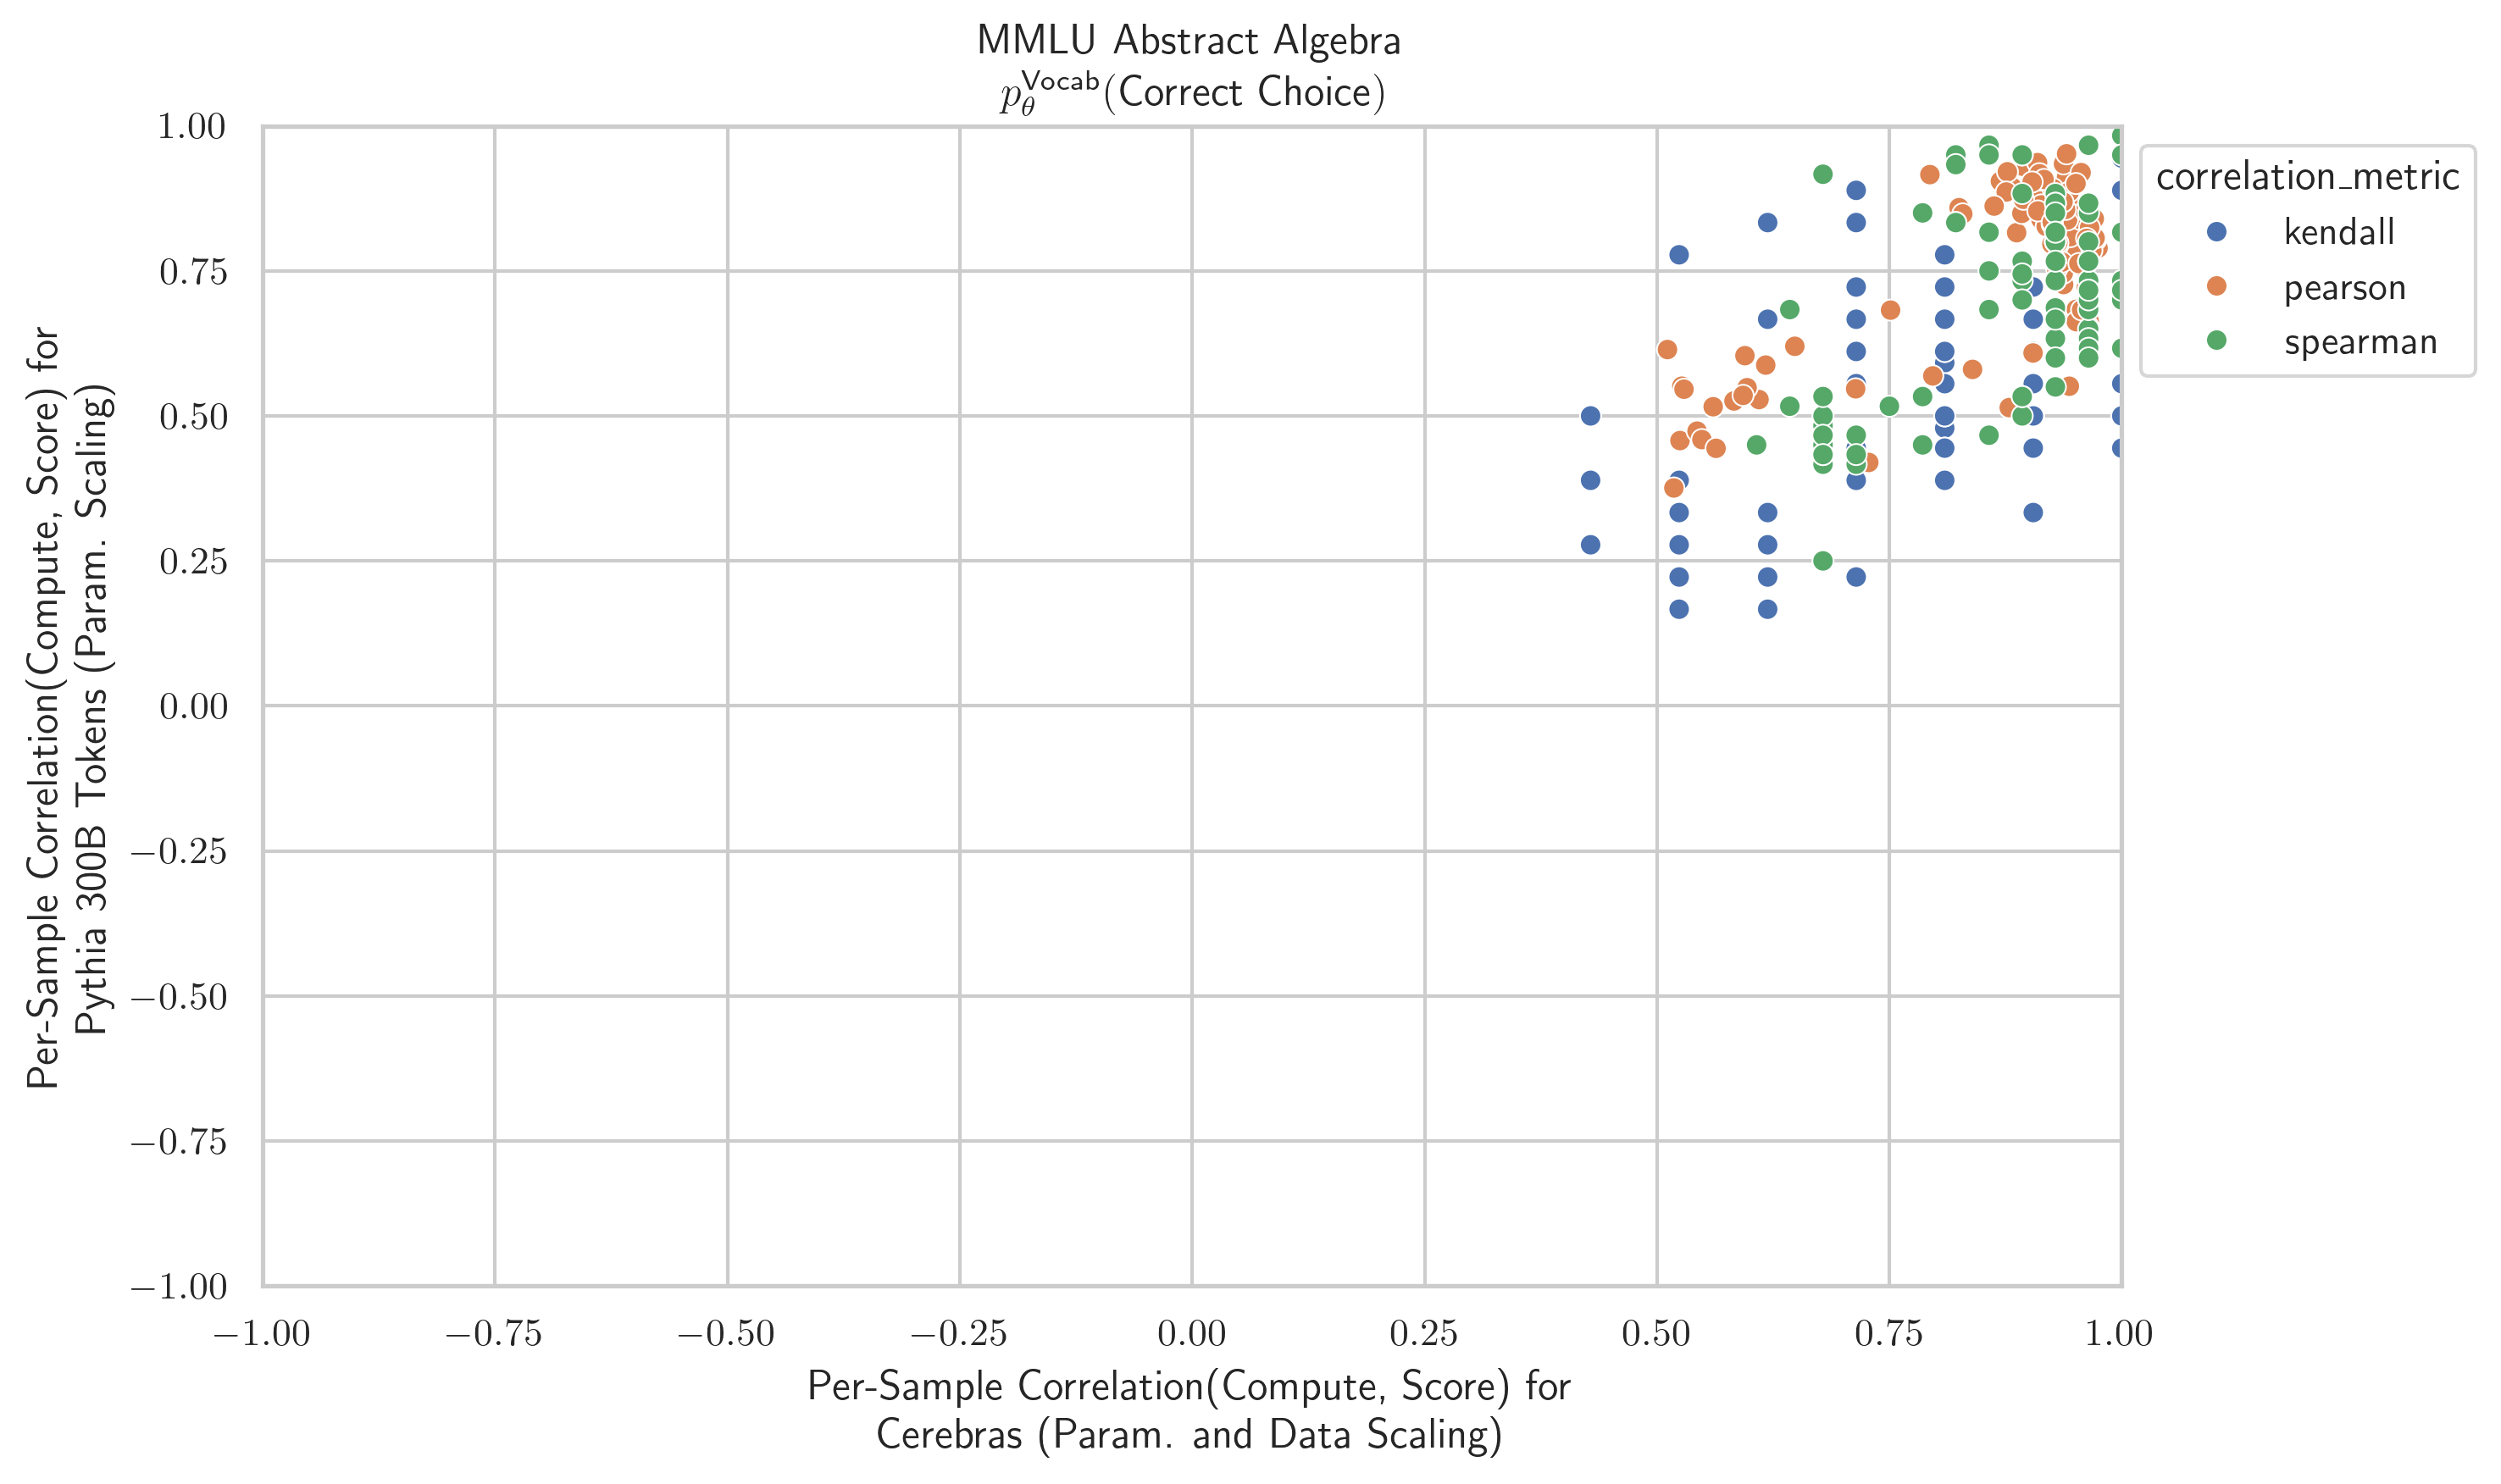 MMLU Abstract Algebra
p_θ^Vocab(Correct Choice)
1.00
0.75
0.50
0.25
0.00
−0.25
−0.50
−0.75
−1.00
Per-Sample Correlation(Compute, Score) for
Pythia 300B Tokens (Param. Scaling)
−1.00 −0.75 −0.50 −0.25 0.00 0.25 0.50 0.75 1.00
Per-Sample Correlation(Compute, Score) for
Cerebras (Param. and Data Scaling)
correlation_metric
kendall
pearson
spearman